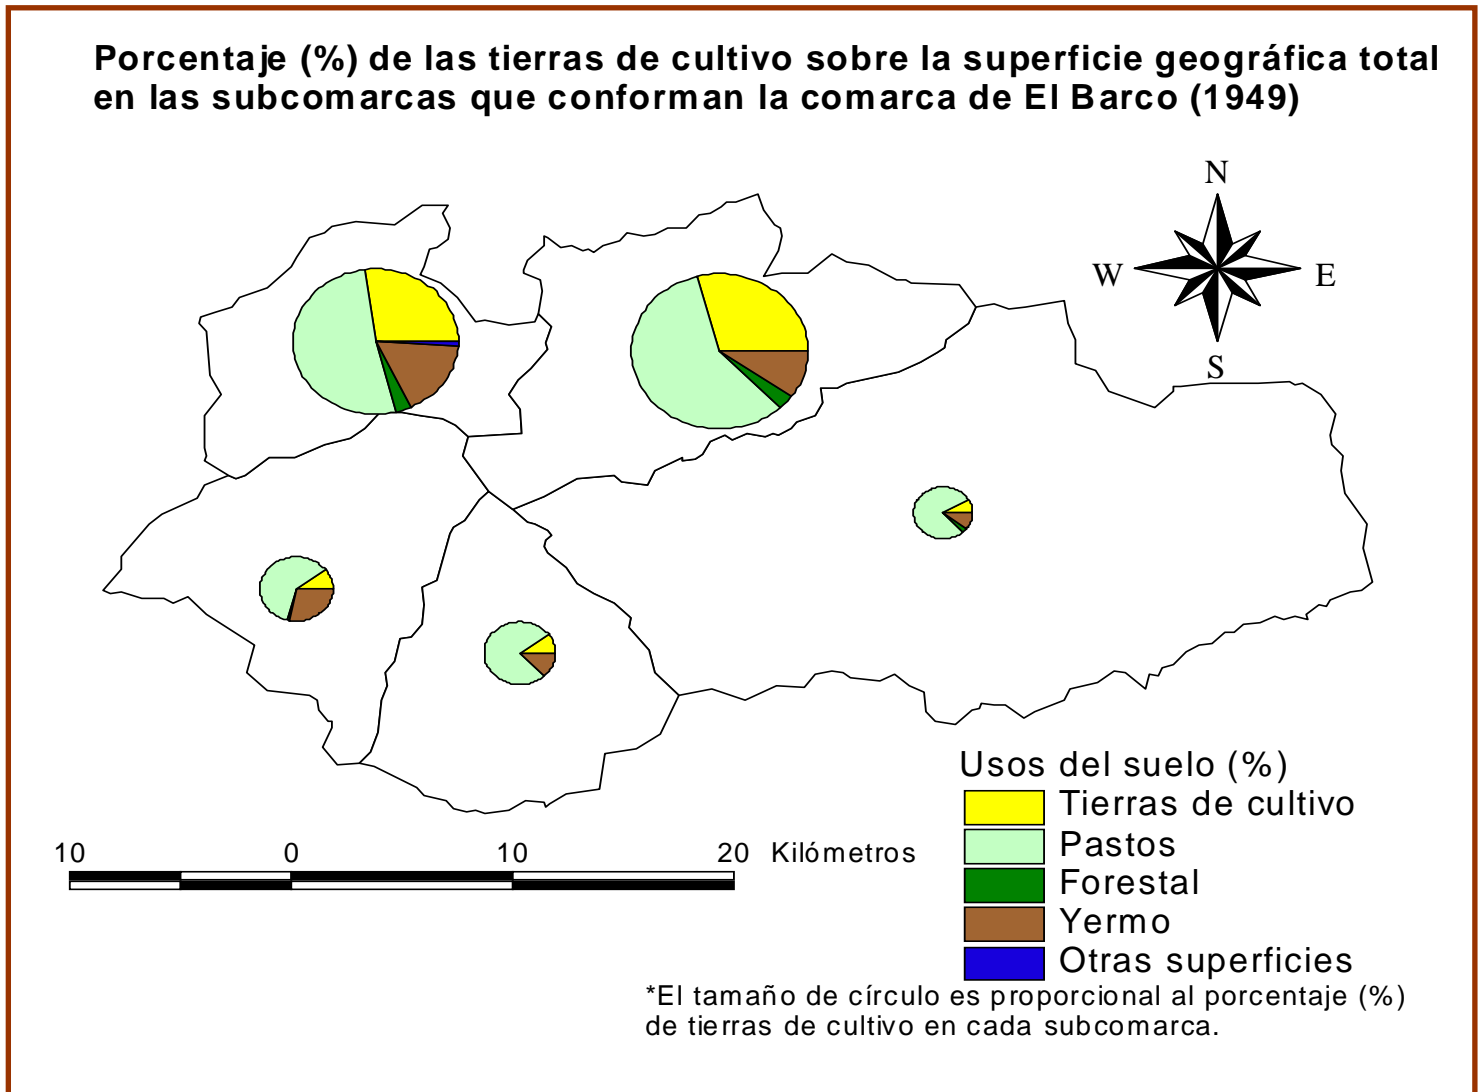 Porcentaje (%) de las tierras de cultivo sobre la superficie geográfica total
en las subcomarcas que conforman la comarca de El Barco (1949)
N
W E
S
Usos del suelo (%)
Tierras de cultivo
Pastos
Forestal
Yermo
Otras superficies
10 0 10 20 Kilómetros
*El tamaño de círculo es proporcional al porcentaje (%)
de tierras de cultivo en cada subcomarca.